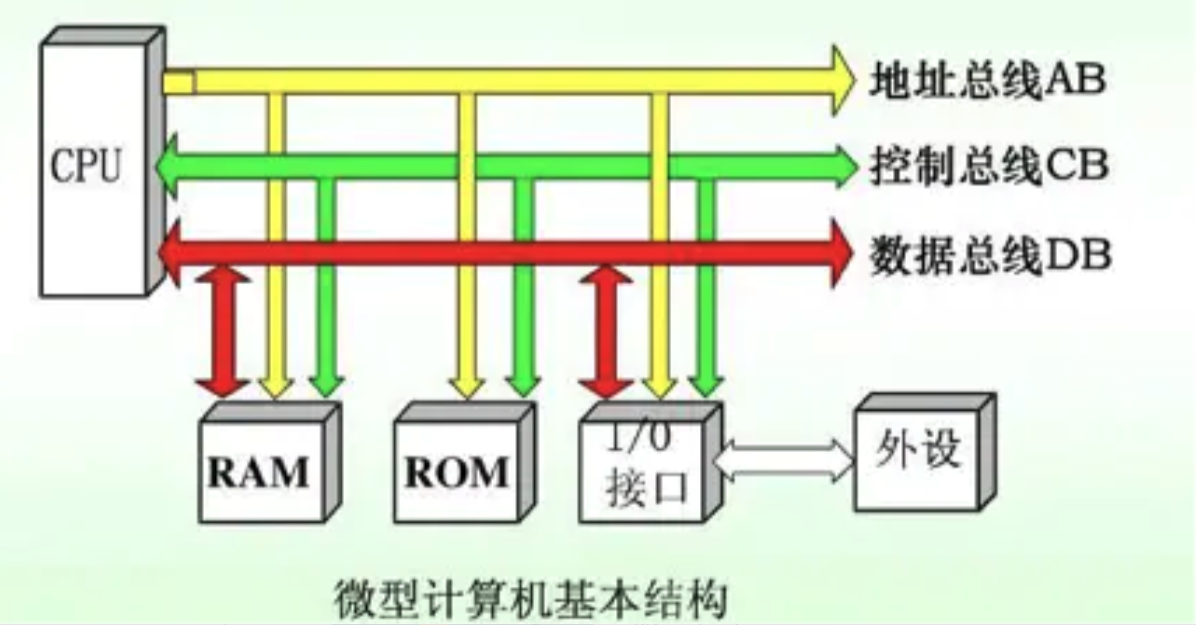 地址总线AB
CPU
控制总线CB
数据总线DB
RAM
ROM
I/O
接口
外设
微型计算机基本结构